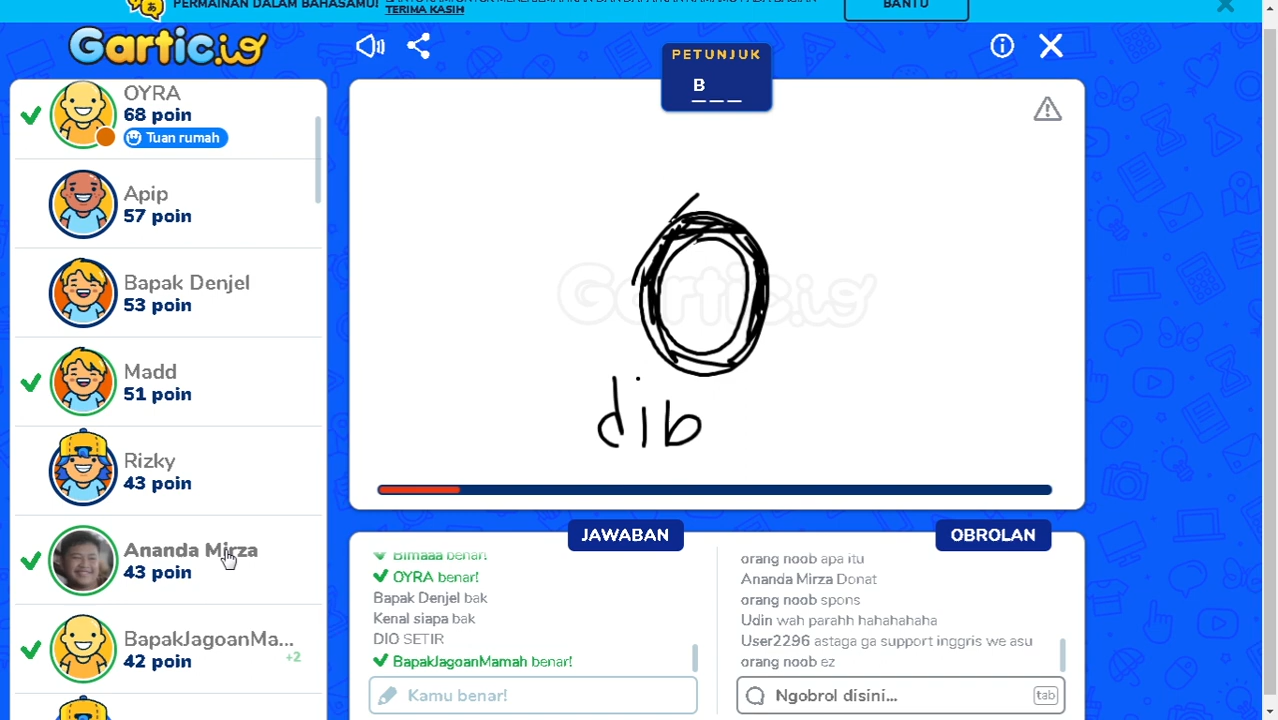 PERMAINAN DALAM BAHASAMU!
TERIMA KASIH
BANTU
Gartic.io
PETUNJUK
B _ _ _
OYRA
68 poin
Tuan rumah
Apip
57 poin
Bapak Denjel
53 poin
Madd
51 poin
Rizky
43 poin
Ananda Mirza
43 poin
BapakJagoanMa...
42 poin
+2
Gartic.io
dib
JAWABAN
Bimaaa benar!
OYRA benar!
Bapak Denjel bak
Kenal siapa bak
DIO SETIR
BapakJagoanMamah benar!
Kamu benar!
OBROLAN
orang noob apa itu
Ananda Mirza Donat
orang noob spons
Udin wah parahh hahahahaha
User2296 astaga ga support inggris we asu
orang noob ez
Ngobrol disini...
tab